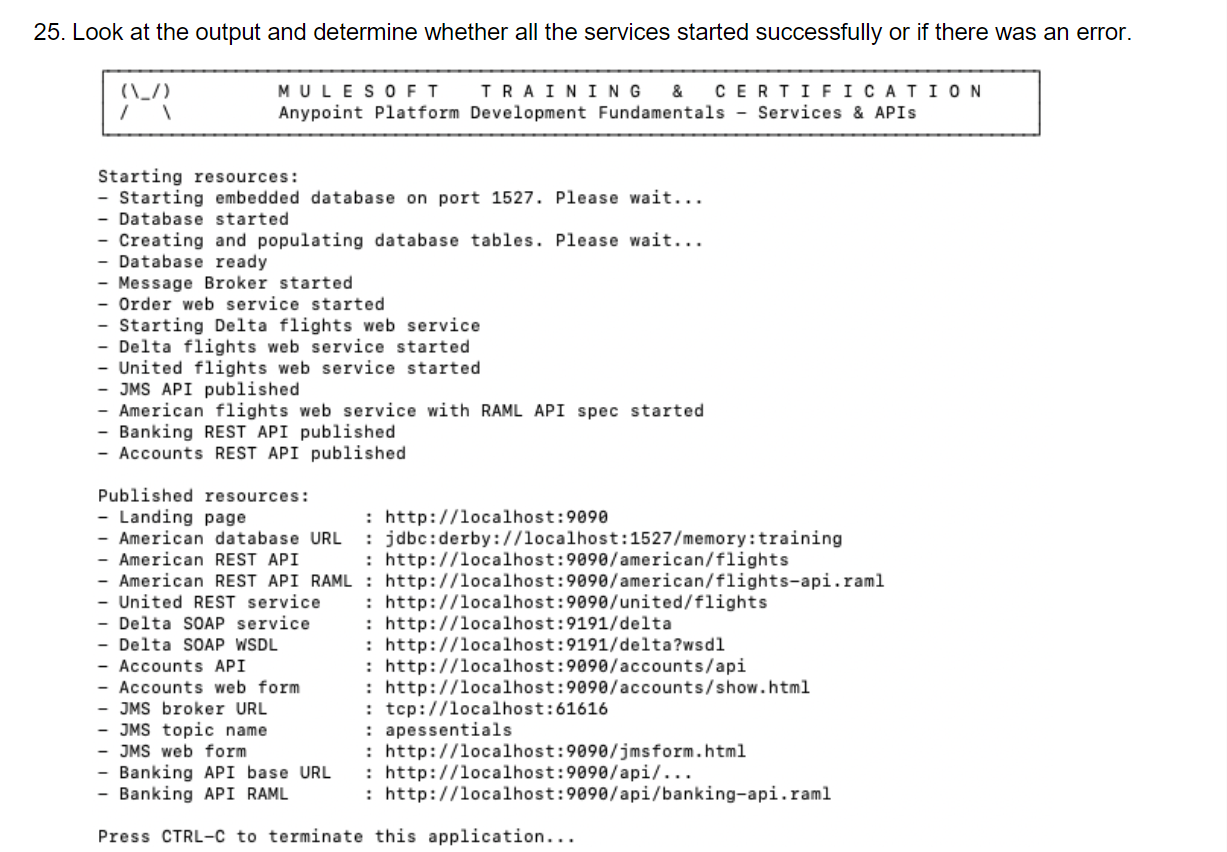 25. Look at the output and determine whether all the services started successfully or if there was an error.
(\_/) M U L E S O F T   T R A I N I N G   &   C E R T I F I C A T I O N
/   \ Anypoint Platform Development Fundamentals - Services & APIs
Starting resources:
- Starting embedded database on port 1527. Please wait...
- Database started
- Creating and populating database tables. Please wait...
- Database ready
- Message Broker started
- Order web service started
- Starting Delta flights web service
- Delta flights web service started
- United flights web service started
- JMS API published
- American flights web service with RAML API spec started
- Banking REST API published
- Accounts REST API published
Published resources:
- Landing page : http://localhost:9090
- American database URL : jdbc:derby://localhost:1527/memory:training
- American REST API : http://localhost:9090/american/flights
- American REST API RAML : http://localhost:9090/american/flights-api.raml
- United REST service : http://localhost:9090/united/flights
- Delta SOAP service : http://localhost:9191/delta
- Delta SOAP WSDL : http://localhost:9191/delta?wsdl
- Accounts API : http://localhost:9090/accounts/api
- Accounts web form : http://localhost:9090/accounts/show.html
- JMS broker URL : tcp://localhost:61616
- JMS topic name : apessentials
- JMS web form : http://localhost:9090/jmsform.html
- Banking API base URL : http://localhost:9090/api/...
- Banking API RAML : http://localhost:9090/api/banking-api.raml
Press CTRL-C to terminate this application...